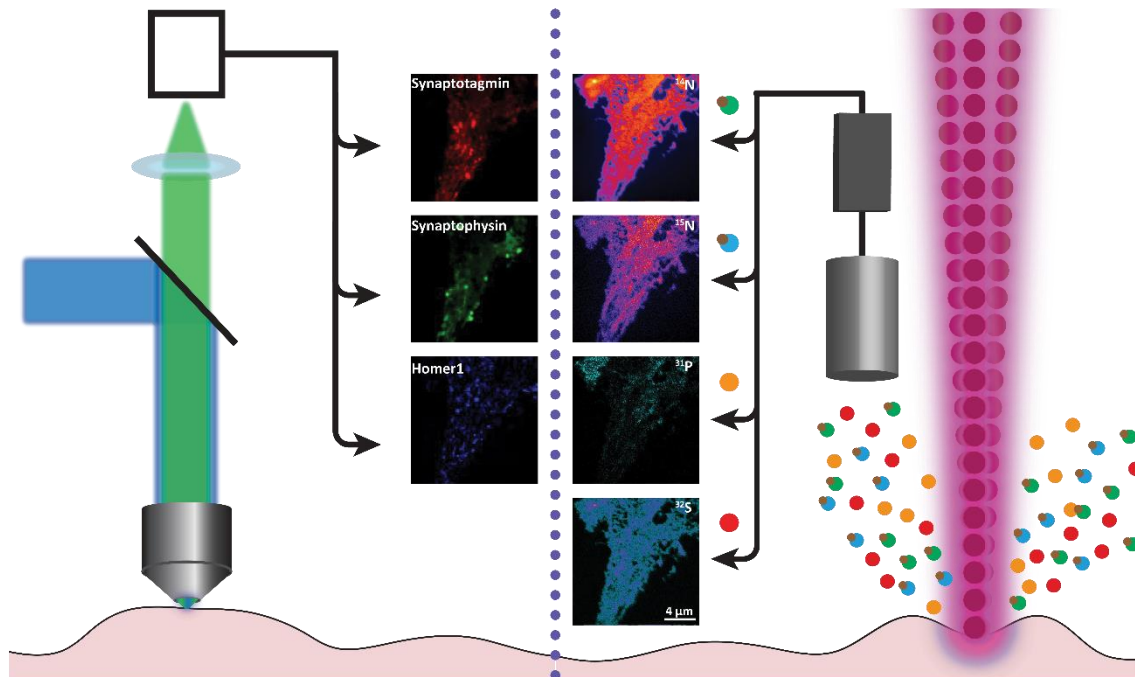 Synaptotagmin
¹⁴N
Synaptophysin
¹⁵N
Homer1
³¹P
³²S
4 µm